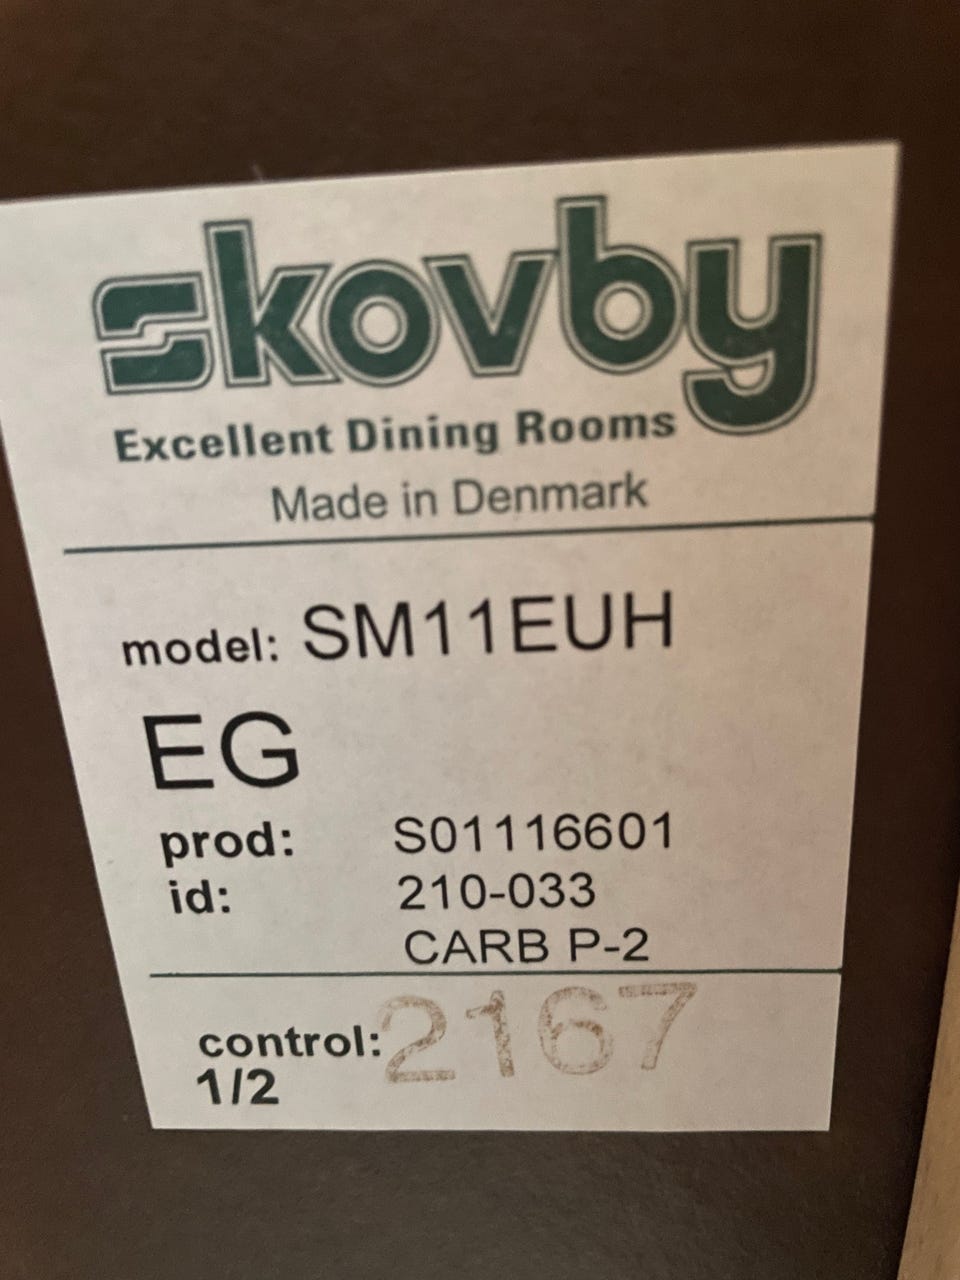 skovby
Excellent Dining Rooms
Made in Denmark
model: SM11EUH
EG
prod: S01116601
id: 210-033
CARB P-2
control: 2167
1/2